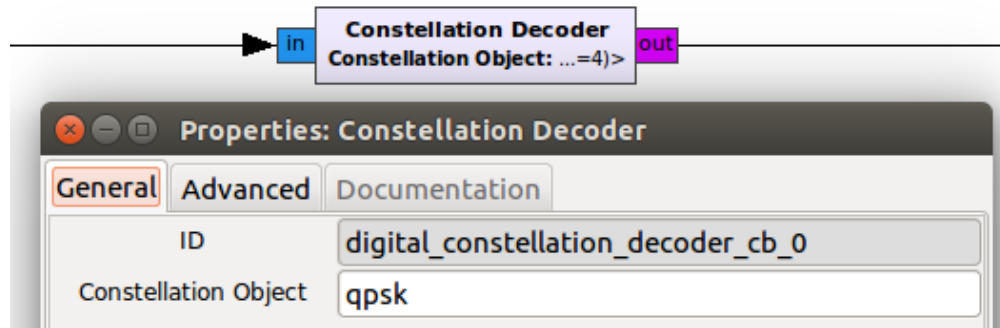 Constellation Decoder
in
Constellation Object: ...=4)>
out
Properties: Constellation Decoder
General Advanced Documentation
ID digital_constellation_decoder_cb_0
Constellation Object qpsk